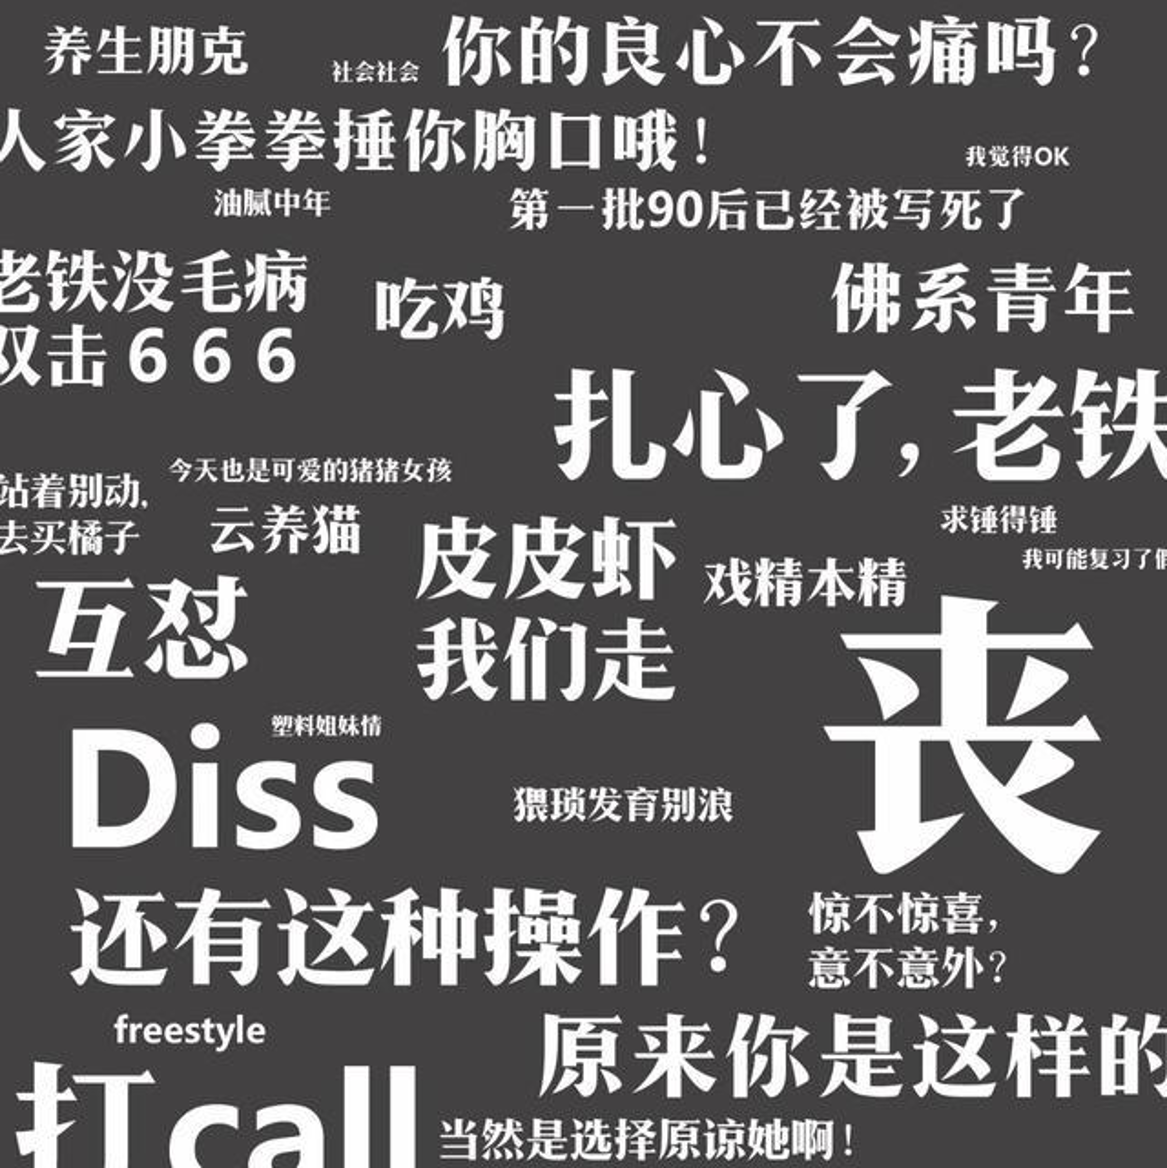 养生朋克
社会社会
你的良心不会痛吗？
人家小拳拳捶你胸口哦！
我觉得OK
油腻中年
第一批90后已经被写死了
老铁没毛病
双击666
吃鸡
佛系青年
扎心了，老铁
今天也是可爱的猪猪女孩
站着别动，
去买橘子
云养猫
皮皮虾
我们走
求锤得锤
戏精本精
我可能复习了假
互怼
丧
塑料姐妹情
Diss
猥琐发育别浪
还有这种操作？
惊不惊喜，
意不意外？
freestyle
原来你是这样的
打call
当然是选择原谅她啊！